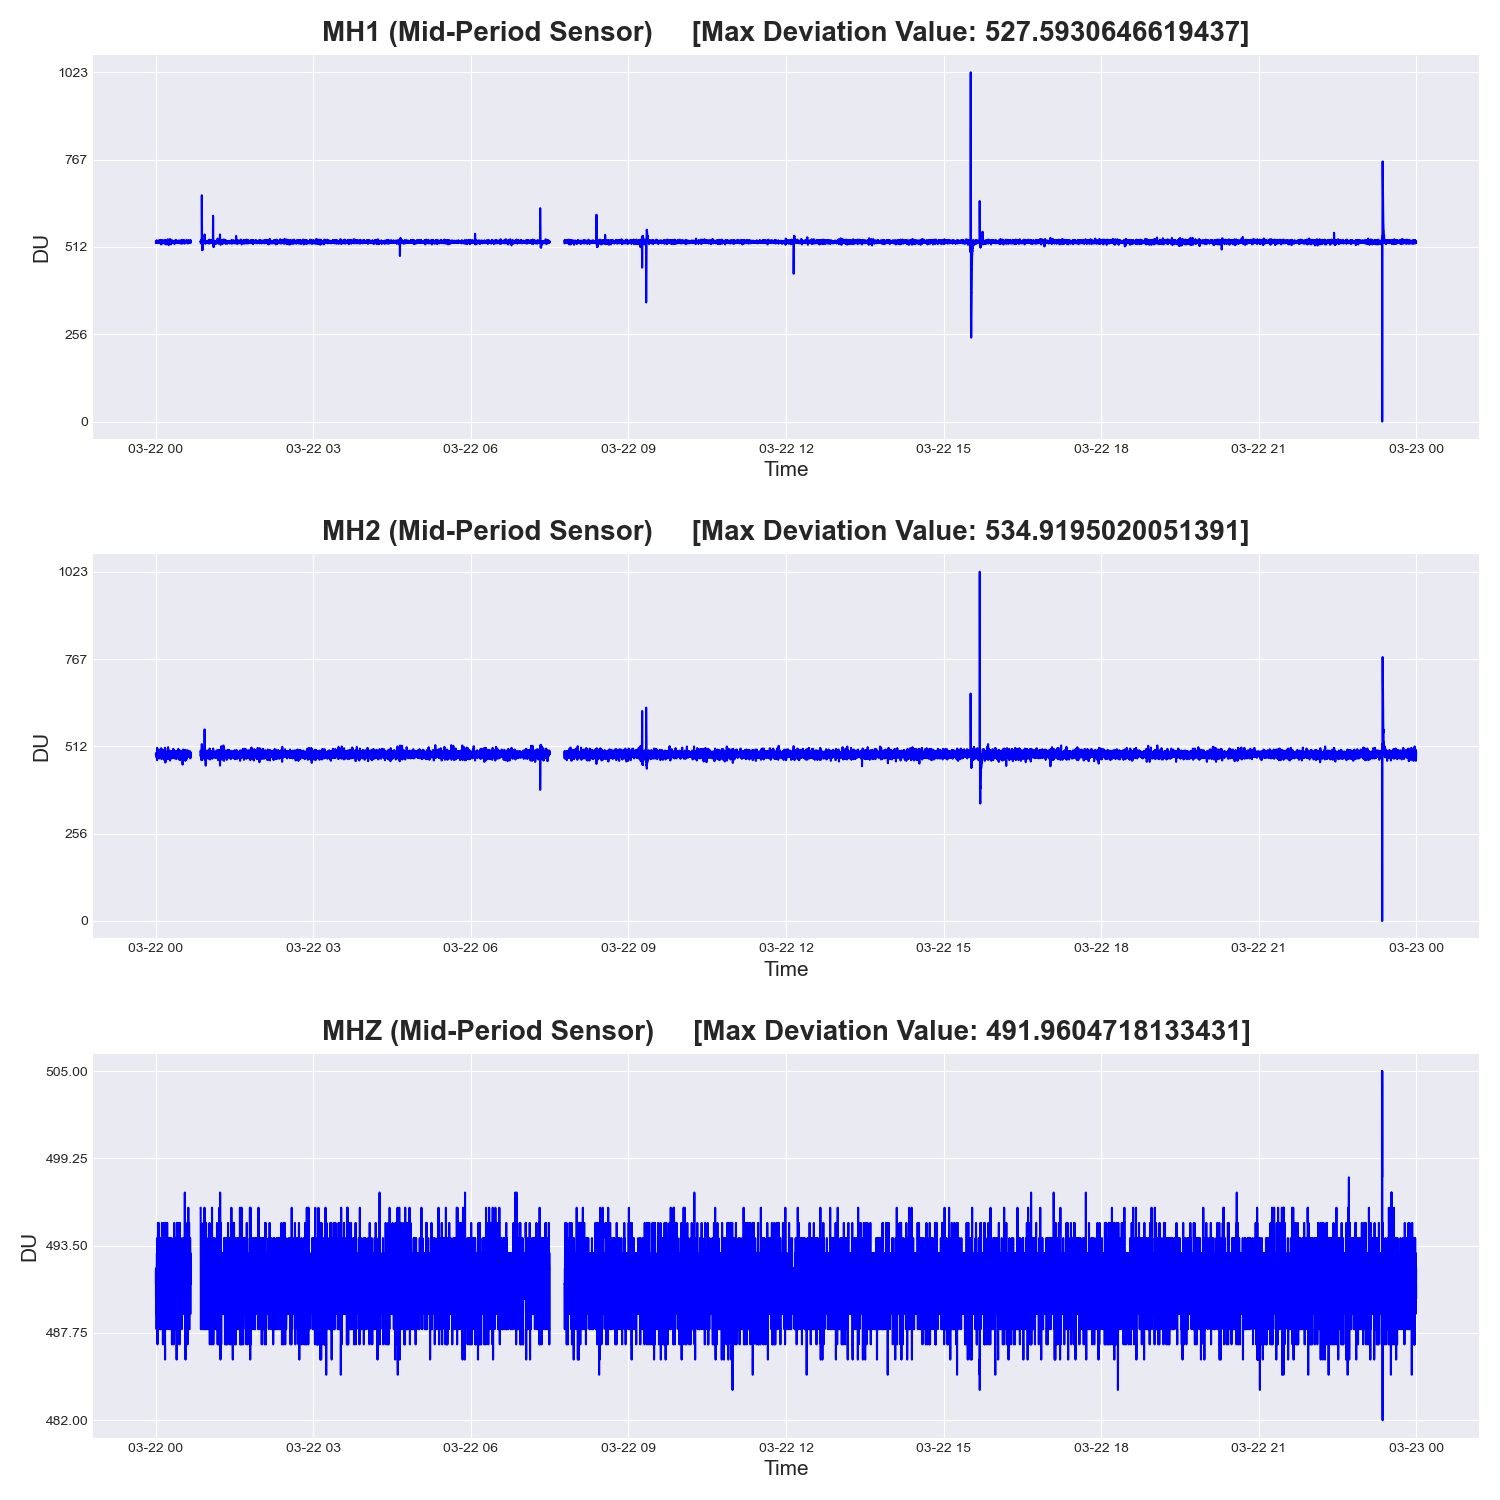 MH1 (Mid-Period Sensor) [Max Deviation Value: 527.5930646619437]
1023
767
512
256
0
DU
03-22 00 03-22 03 03-22 06 03-22 09 03-22 12 03-22 15 03-22 18 03-22 21 03-23 00
Time
MH2 (Mid-Period Sensor) [Max Deviation Value: 534.9195020051391]
1023
767
512
256
0
DU
03-22 00 03-22 03 03-22 06 03-22 09 03-22 12 03-22 15 03-22 18 03-22 21 03-23 00
Time
MHZ (Mid-Period Sensor) [Max Deviation Value: 491.9604718133431]
505.00
499.25
493.50
487.75
482.00
DU
03-22 00 03-22 03 03-22 06 03-22 09 03-22 12 03-22 15 03-22 18 03-22 21 03-23 00
Time